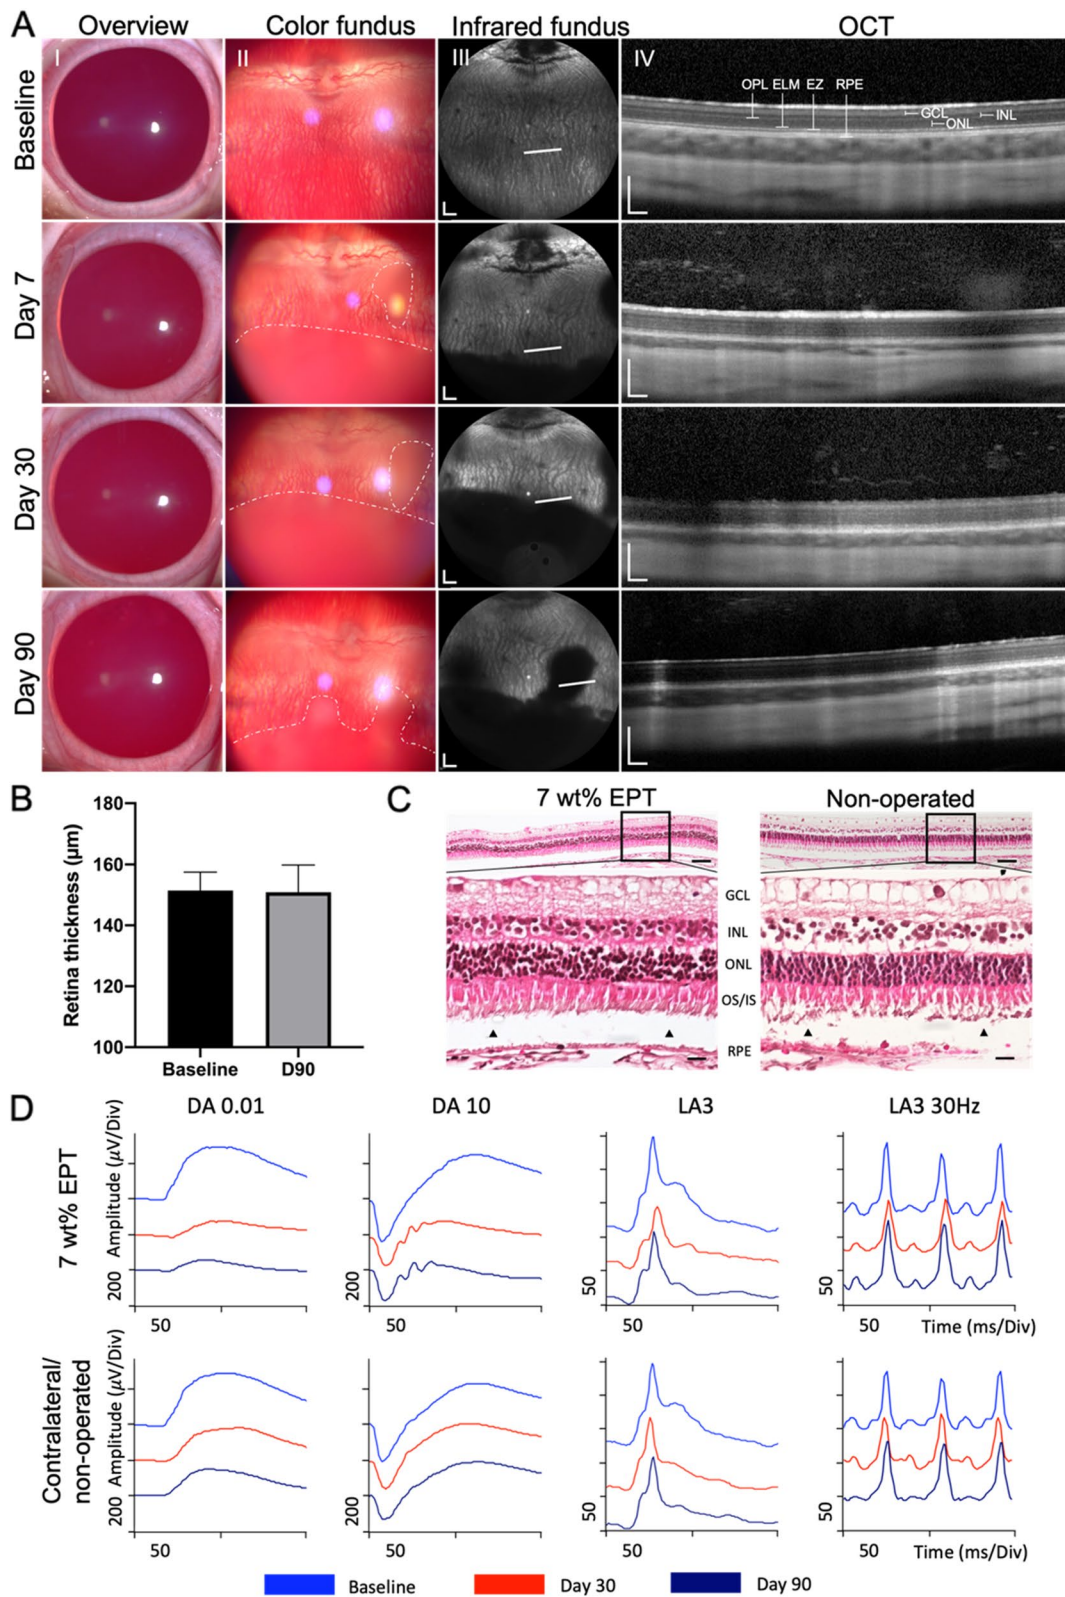 A
Overview
Color fundus
Infrared fundus
OCT
Baseline
I
II
III
IV
OPL ELM EZ RPE
GCL
ONL
INL
Day 7
Day 30
Day 90
B
Retina thickness (μm)
180
160
140
120
100
Baseline
D90
C
7 wt% EPT
Non-operated
GCL
INL
ONL
OS/IS
RPE
D
DA 0.01
DA 10
LA3
LA3 30Hz
7 wt% EPT
Amplitude (μV/Div)
200
200
50
50
50
50
50
50
Time (ms/Div)
Contralateral/
non-operated
Amplitude (μV/Div)
200
200
50
50
50
50
50
50
Time (ms/Div)
Baseline
Day 30
Day 90